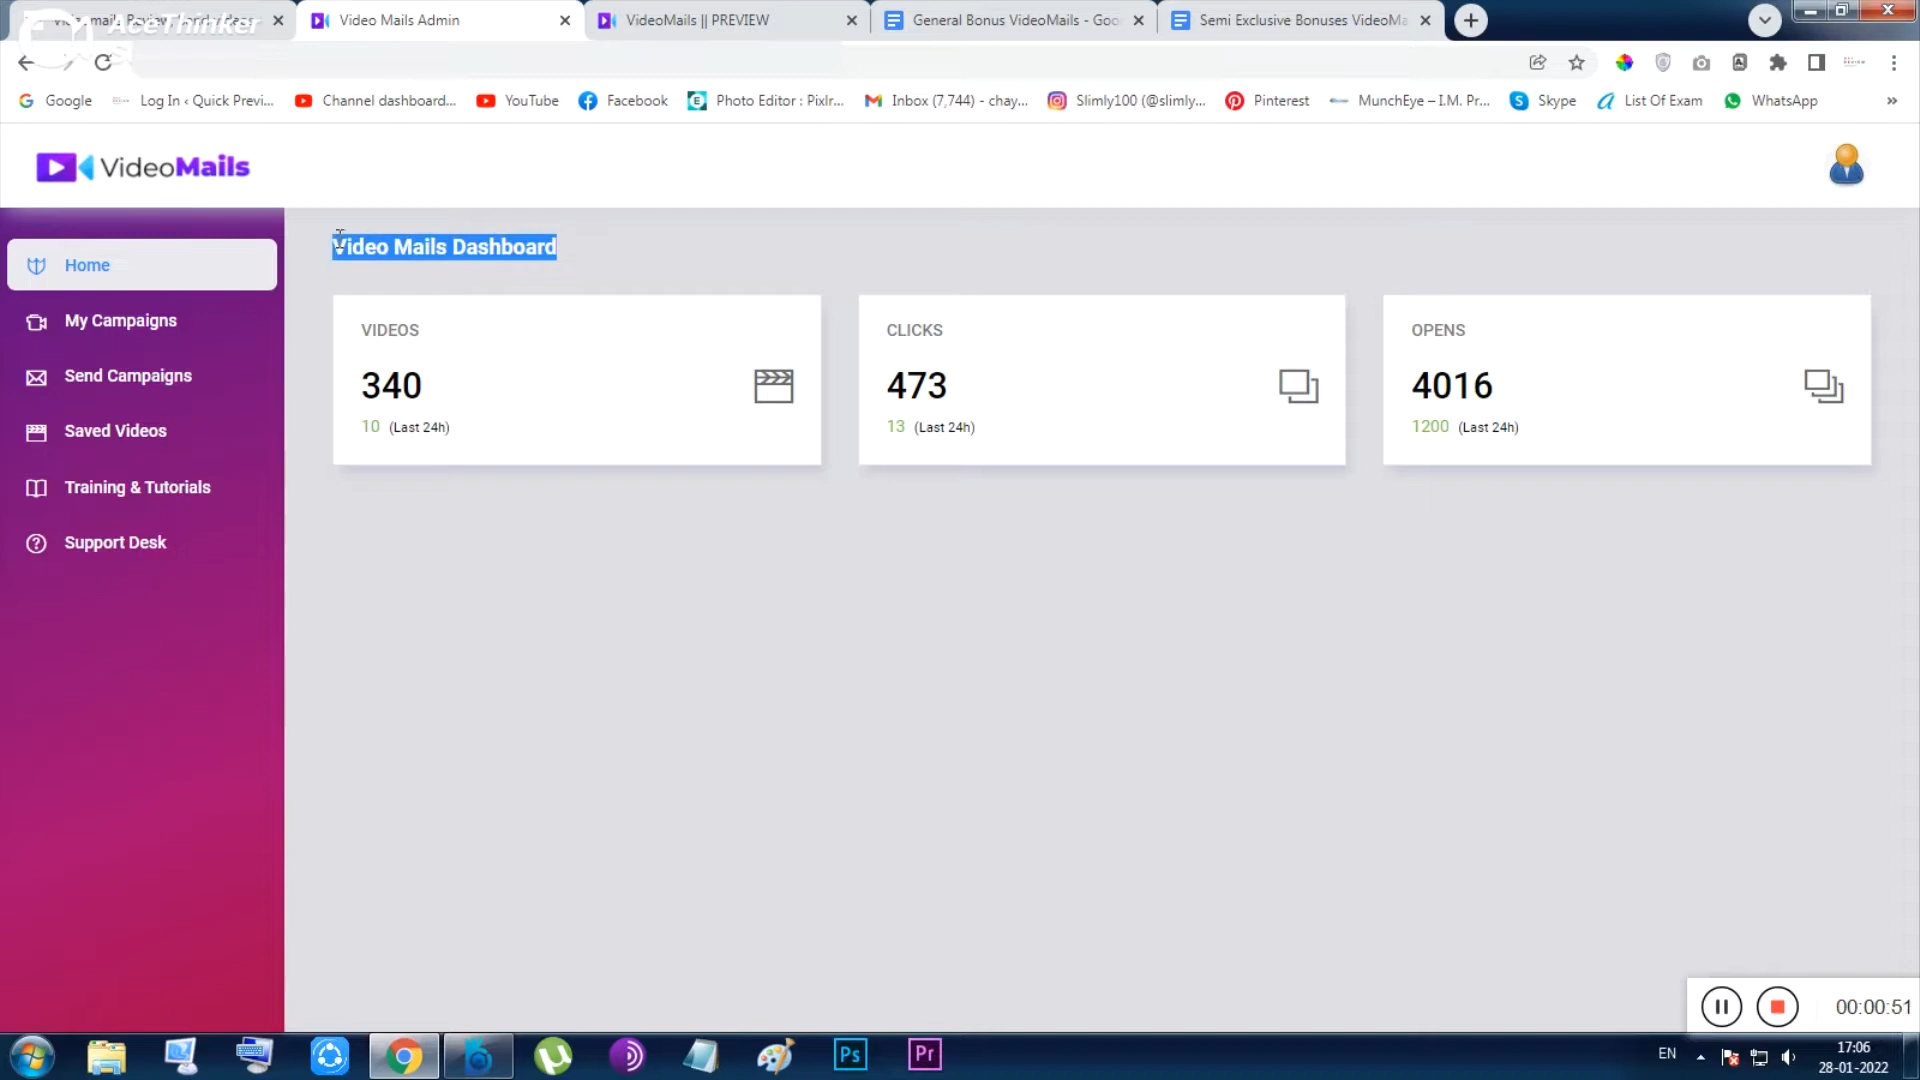 AceThinker
Video Mails Admin
VideoMails || PREVIEW
General Bonus VideoMails - Goo
Semi Exclusive Bonuses VideoMa
Google
Log In ‹ Quick Previ...
Channel dashboard...
YouTube
Facebook
Photo Editor : Pixlr...
Inbox (7,744) - chay...
Slimly100 (@slimly...
Pinterest
MunchEye – I.M. Pr...
Skype
List Of Exam
WhatsApp
VideoMails
Home
My Campaigns
Send Campaigns
Saved Videos
Training & Tutorials
Support Desk
Video Mails Dashboard
VIDEOS
340
10 (Last 24h)
CLICKS
473
13 (Last 24h)
OPENS
4016
1200 (Last 24h)
00:00:51
Ps
Pr
EN
17:06
28-01-2022